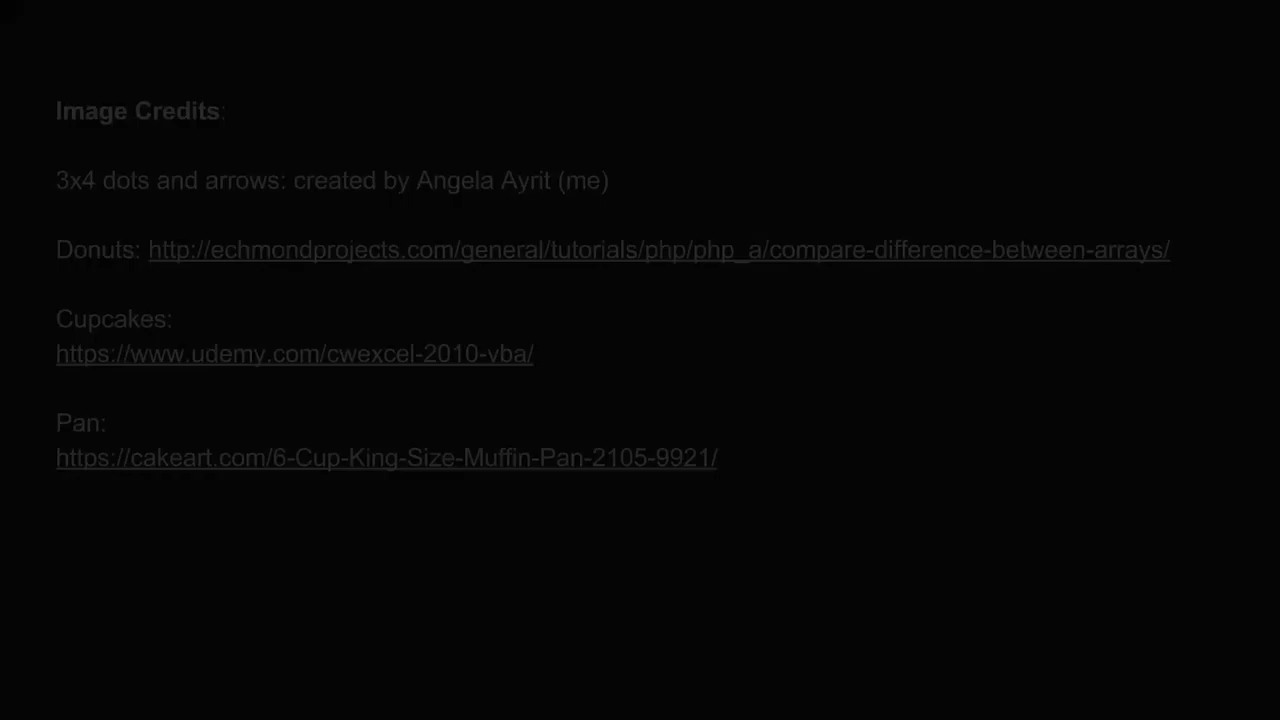 Image Credits:
3x4 dots and arrows: created by Angela Ayrit (me)
Donuts: http://echmondprojects.com/general/tutorials/php/php_a/compare-difference-between-arrays/
Cupcakes:
https://www.udemy.com/cwexcel-2010-vba/
Pan:
https://cakeart.com/6-Cup-King-Size-Muffin-Pan-2105-9921/